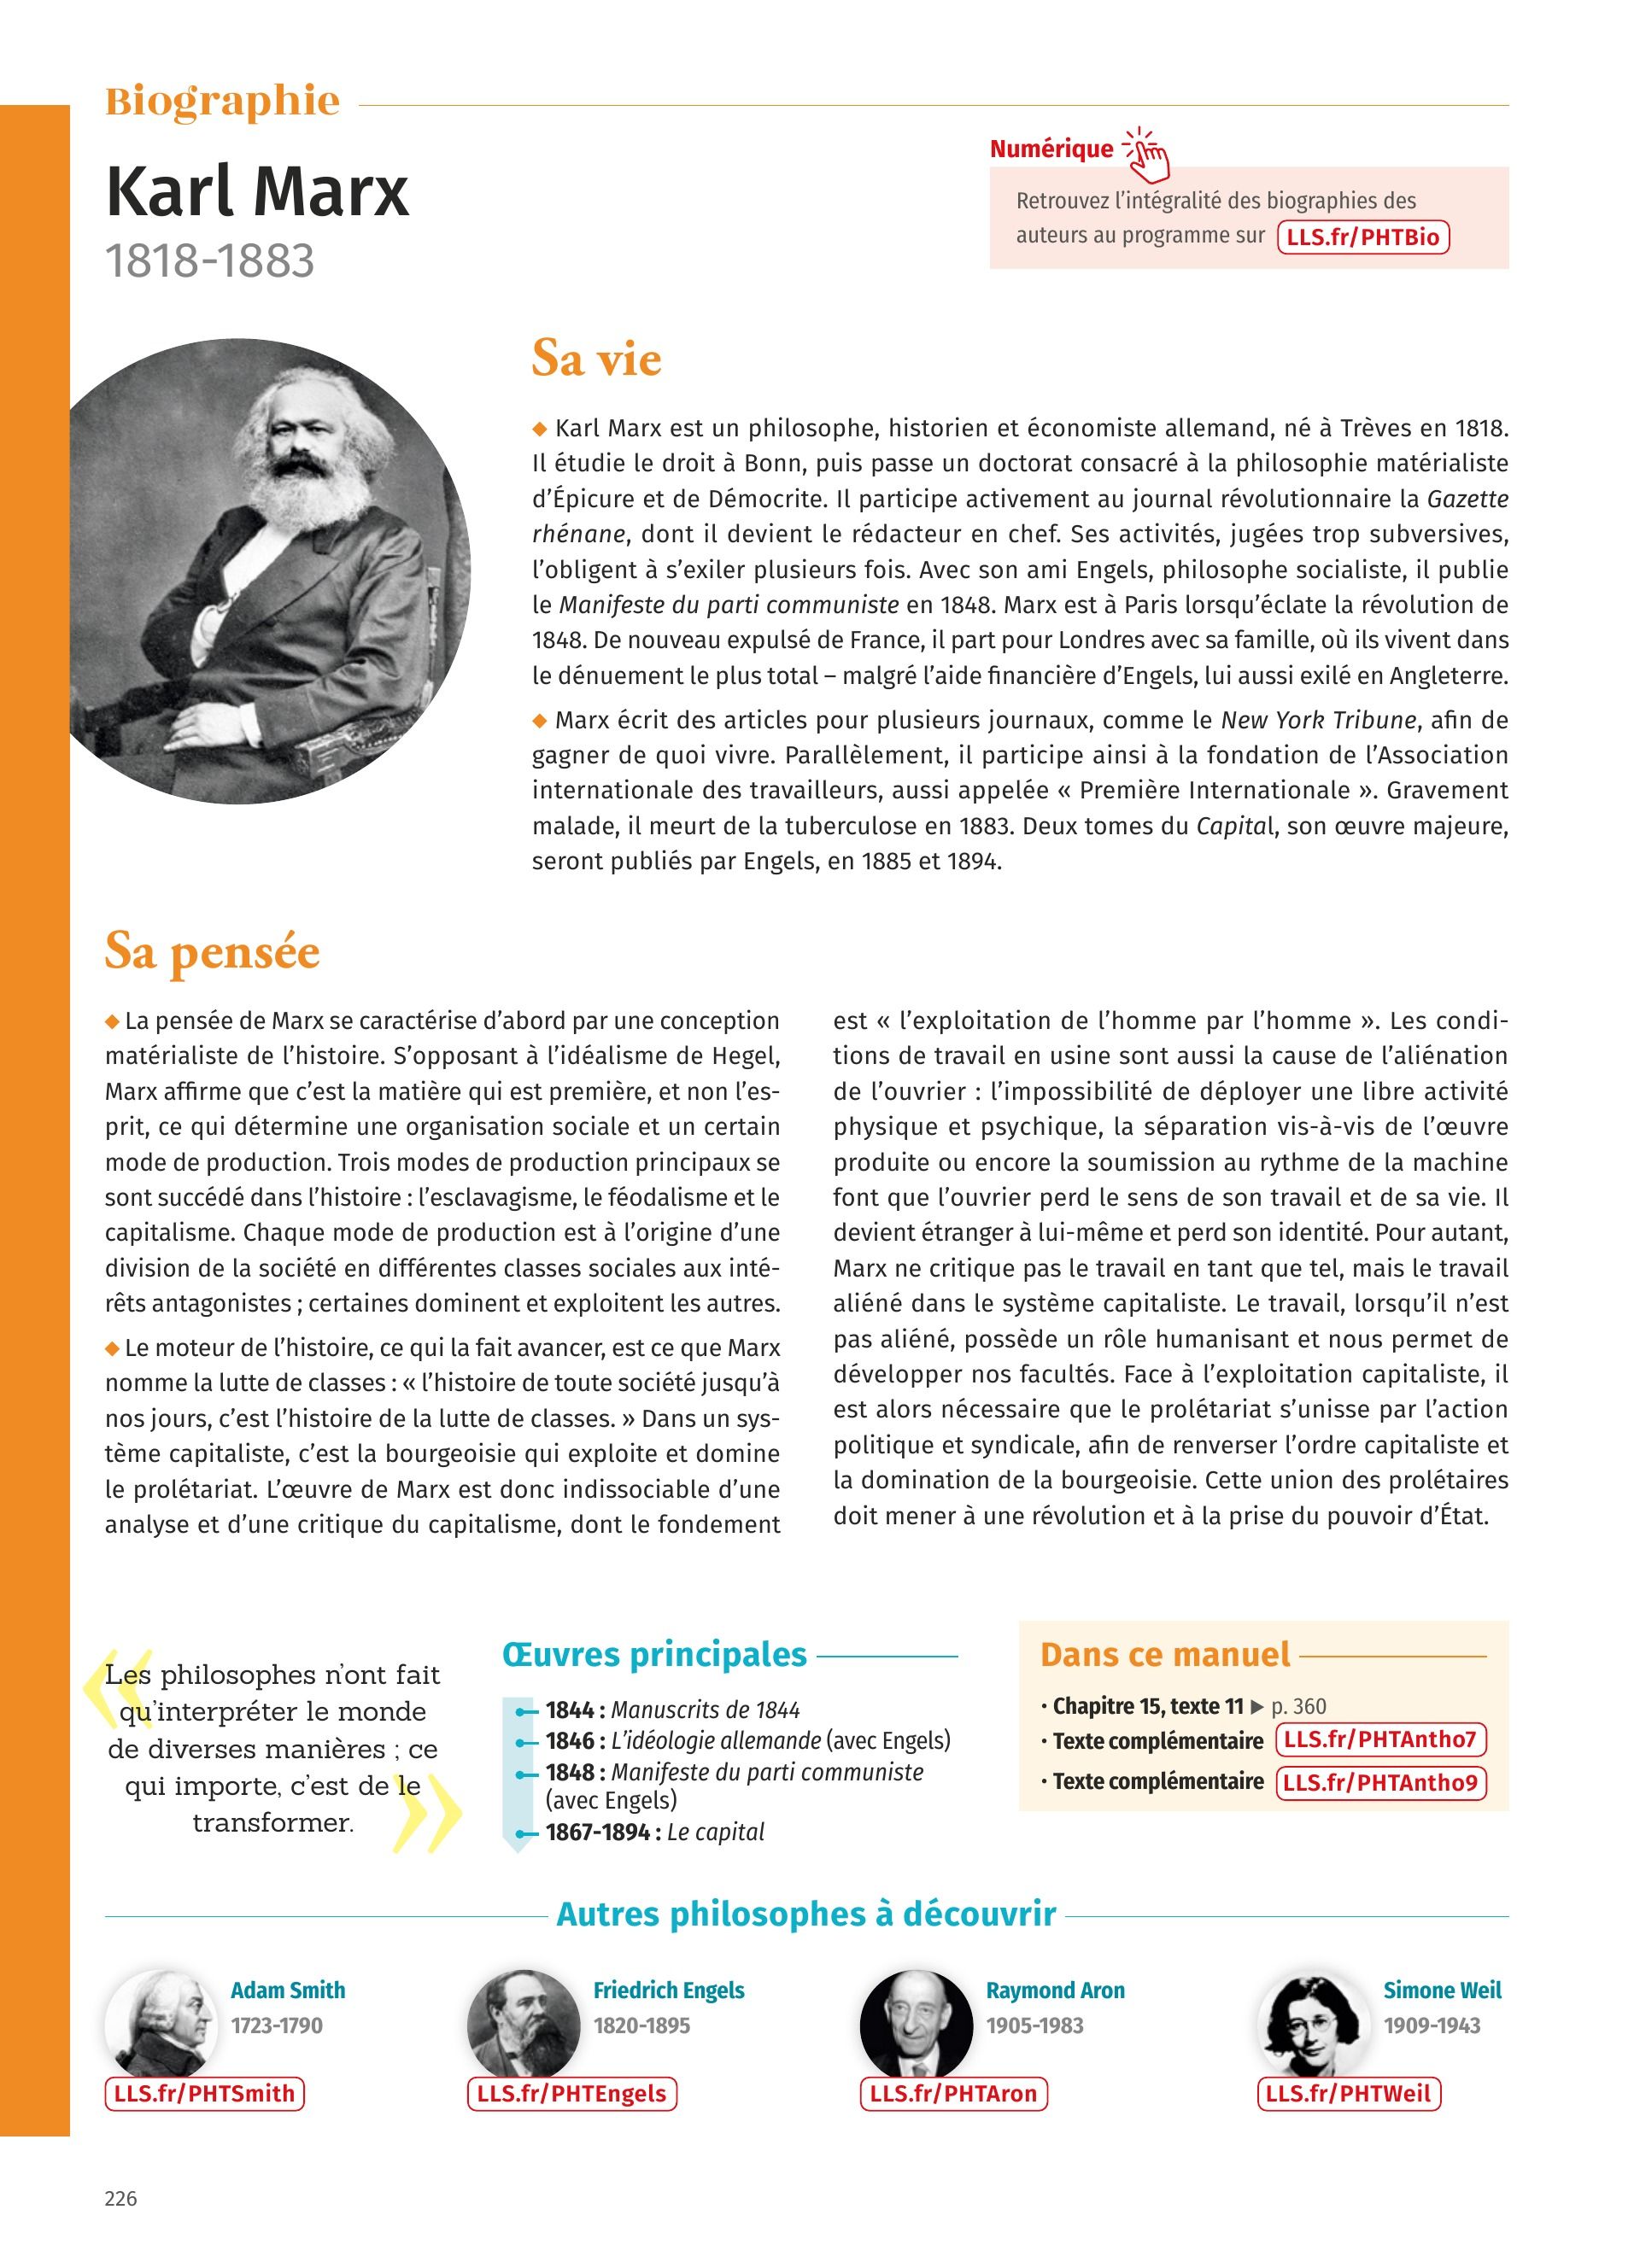 Biographie
Karl Marx
1818-1883
Numérique
Retrouvez l’intégralité des biographies des
auteurs au programme sur LLS.fr/PHTBio
Sa vie
◆ Karl Marx est un philosophe, historien et économiste allemand, né à Trèves en 1818.
Il étudie le droit à Bonn, puis passe un doctorat consacré à la philosophie matérialiste
d’Épicure et de Démocrite. Il participe activement au journal révolutionnaire la Gazette
rhénane, dont il devient le rédacteur en chef. Ses activités, jugées trop subversives,
l’obligent à s’exiler plusieurs fois. Avec son ami Engels, philosophe socialiste, il publie
le Manifeste du parti communiste en 1848. Marx est à Paris lorsqu’éclate la révolution de
1848. De nouveau expulsé de France, il part pour Londres avec sa famille, où ils vivent dans
le dénuement le plus total – malgré l’aide financière d’Engels, lui aussi exilé en Angleterre.
◆ Marx écrit des articles pour plusieurs journaux, comme le New York Tribune, afin de
gagner de quoi vivre. Parallèlement, il participe ainsi à la fondation de l’Association
internationale des travailleurs, aussi appelée « Première Internationale ». Gravement
malade, il meurt de la tuberculose en 1883. Deux tomes du Capital, son œuvre majeure,
seront publiés par Engels, en 1885 et 1894.
Sa pensée
◆ La pensée de Marx se caractérise d’abord par une conception
matérialiste de l’histoire. S’opposant à l’idéalisme de Hegel,
Marx affirme que c’est la matière qui est première, et non l’es-
prit, ce qui détermine une organisation sociale et un certain
mode de production. Trois modes de production principaux se
sont succédé dans l’histoire : l’esclavagisme, le féodalisme et le
capitalisme. Chaque mode de production est à l’origine d’une
division de la société en différentes classes sociales aux inté-
rêts antagonistes ; certaines dominent et exploitent les autres.
◆ Le moteur de l’histoire, ce qui la fait avancer, est ce que Marx
nomme la lutte de classes : « l’histoire de toute société jusqu’à
nos jours, c’est l’histoire de la lutte de classes. » Dans un sys-
tème capitaliste, c’est la bourgeoisie qui exploite et domine
le prolétariat. L’œuvre de Marx est donc indissociable d’une
analyse et d’une critique du capitalisme, dont le fondement
est « l’exploitation de l’homme par l’homme ». Les condi-
tions de travail en usine sont aussi la cause de l’aliénation
de l’ouvrier : l’impossibilité de déployer une libre activité
physique et psychique, la séparation vis-à-vis de l’œuvre
produite ou encore la soumission au rythme de la machine
font que l’ouvrier perd le sens de son travail et de sa vie. Il
devient étranger à lui-même et perd son identité. Pour autant,
Marx ne critique pas le travail en tant que tel, mais le travail
aliéné dans le système capitaliste. Le travail, lorsqu’il n’est
pas aliéné, possède un rôle humanisant et nous permet de
développer nos facultés. Face à l’exploitation capitaliste, il
est alors nécessaire que le prolétariat s’unisse par l’action
politique et syndicale, afin de renverser l’ordre capitaliste et
la domination de la bourgeoisie. Cette union des prolétaires
doit mener à une révolution et à la prise du pouvoir d’État.
« Les philosophes n’ont fait
qu’interpréter le monde
de diverses manières ; ce
qui importe, c’est de le
transformer. »
Œuvres principales
1844 : Manuscrits de 1844
1846 : L’idéologie allemande (avec Engels)
1848 : Manifeste du parti communiste
(avec Engels)
1867-1894 : Le capital
Dans ce manuel
· Chapitre 15, texte 11 ▶ p. 360
· Texte complémentaire LLS.fr/PHTAntho7
· Texte complémentaire LLS.fr/PHTAntho9
Autres philosophes à découvrir
Adam Smith
1723-1790
LLS.fr/PHTSmith
Friedrich Engels
1820-1895
LLS.fr/PHTEngels
Raymond Aron
1905-1983
LLS.fr/PHTAron
Simone Weil
1909-1943
LLS.fr/PHTWeil
226